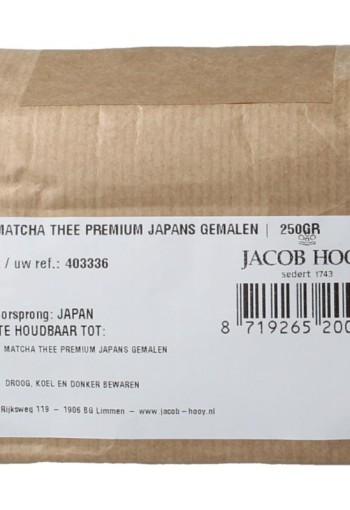 MATCHA THEE PREMIUM JAPANS GEMALEN | 250GR
/ uw ref.: 403336
JACOB HOOY
sedert 1743
orsprong: JAPAN
TE HOUDBAAR TOT:
MATCHA THEE PREMIUM JAPANS GEMALEN
8 719265 200
DROOG, KOEL EN DONKER BEWAREN
Rijksweg 119 – 1906 BG Limmen – www.jacob-hooy.nl